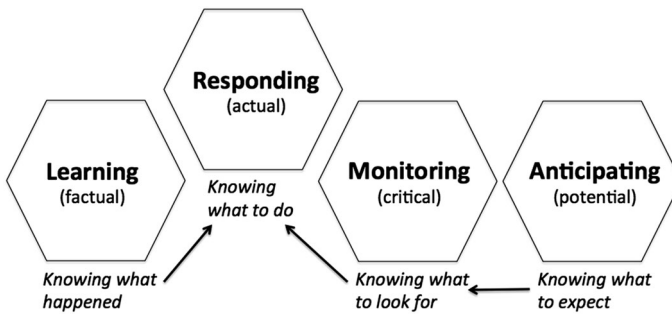 Responding
(actual)
Learning
(factual)
Monitoring
(critical)
Anticipating
(potential)
Knowing
what to do
Knowing what
happened
Knowing what
to look for
Knowing what
to expect